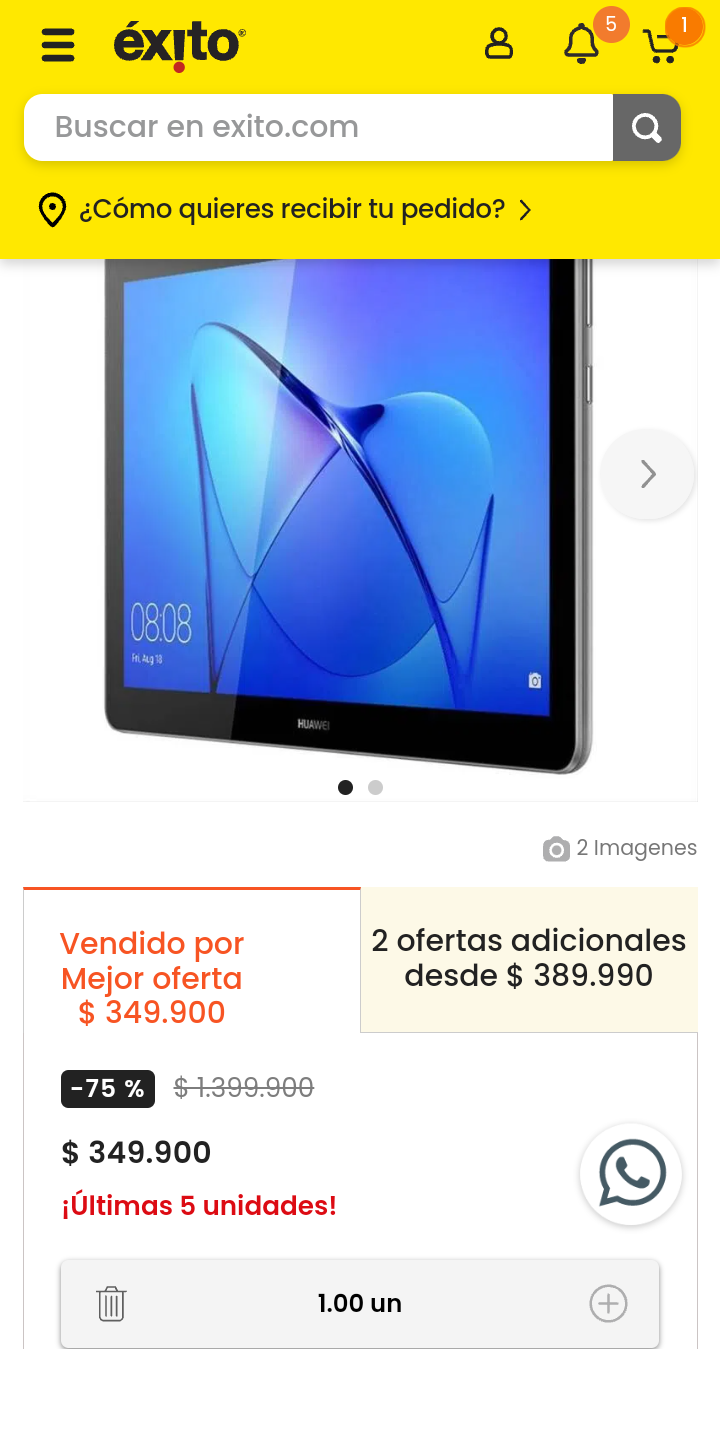 éxito®
5
1
Buscar en exito.com
¿Cómo quieres recibir tu pedido?
08:08
Fri, Aug 18
HUAWEI
2 Imagenes
Vendido por
Mejor oferta
$ 349.900
2 ofertas adicionales
desde $ 389.990
-75 %
$ 1.399.900
$ 349.900
¡Últimas 5 unidades!
1.00 un